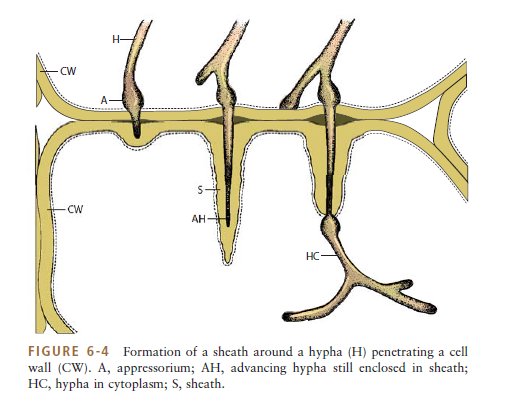 H
CW
A
S
CW
AH
HC
FIGURE 6-4 Formation of a sheath around a hypha (H) penetrating a cell
wall (CW). A, appressorium; AH, advancing hypha still enclosed in sheath;
HC, hypha in cytoplasm; S, sheath.